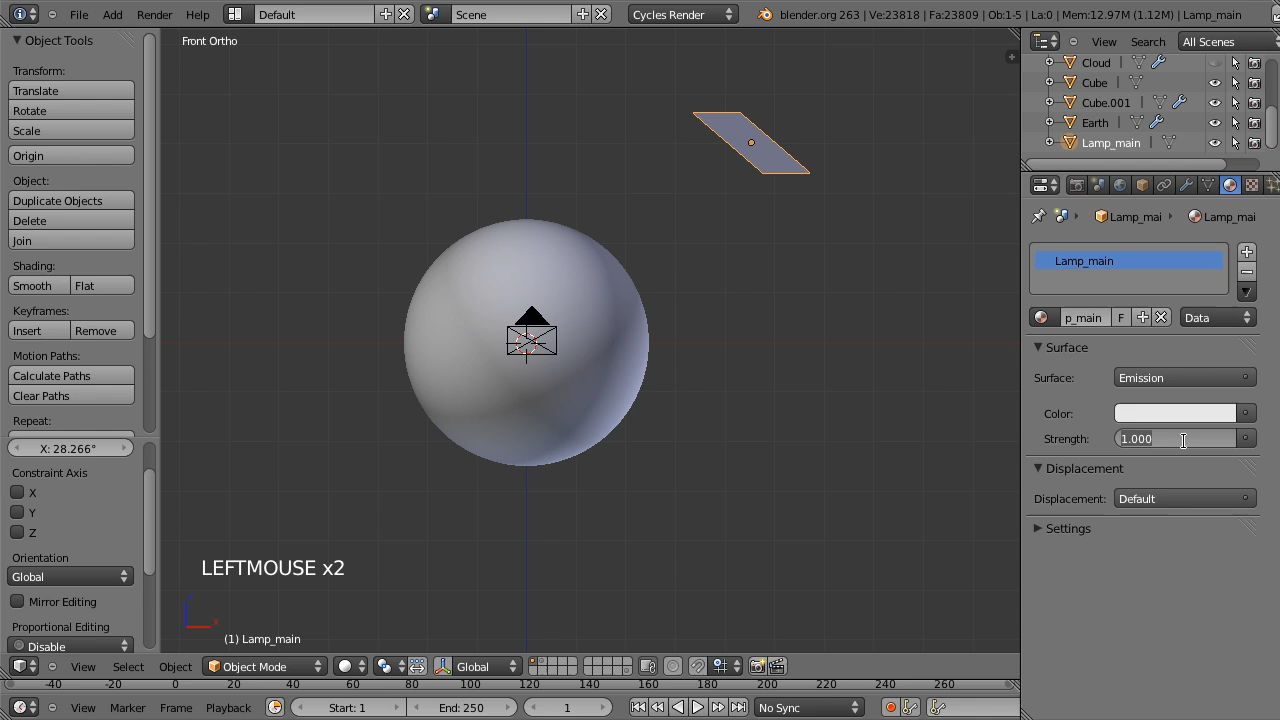 File Add Render Help Default Scene Cycles Render blender.org 263 | Ve:23818 | Fa:23809 | Ob:1-5 | La:0 | Mem:12.97M (1.12M) | Lamp_main
Object Tools
Transform:
Translate
Rotate
Scale
Origin
Object:
Duplicate Objects
Delete
Join
Shading:
Smooth Flat
Keyframes:
Insert Remove
Motion Paths:
Calculate Paths
Clear Paths
Repeat:
X: 28.266°
Constraint Axis
X
Y
Z
Orientation
Global
Mirror Editing
Proportional Editing
Disable
Front Ortho
LEFTMOUSE x2
(1) Lamp_main
View Search All Scenes
Cloud
Cube
Cube.001
Earth
Lamp_main
Lamp_mai Lamp_mai
Lamp_main
p_main F Data
Surface
Surface: Emission
Color:
Strength: 1.000
Displacement
Displacement: Default
Settings
View Select Object Object Mode Global
-40 -20 0 20 40 60 80 100 120 140 160 180 200 220 240 260
View Marker Frame Playback Start: 1 End: 250 1 No Sync